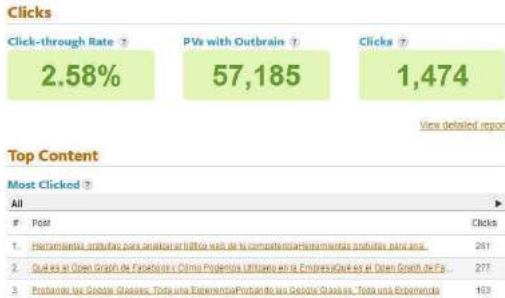 Clicks
Click-through Rate ? PVs with Outbrain ? Clicks ?
2.58% 57,185 1,474
View detailed repor
Top Content
Most Clicked ?
All
# Post Clicks
1. Herramientas gratuitas para analizar el tráfico web de tu competenciaHerramientas gratuitas para ana... 281
2. Qué es el Open Graph de Facebook y Cómo Podemos Utilizarlo en la EmpresaQué es el Open Graph de Fa... 277
3. Probando las Google Glasses, Toda una ExperienciaProbando las Google Glasses, Toda una Experiencia 163